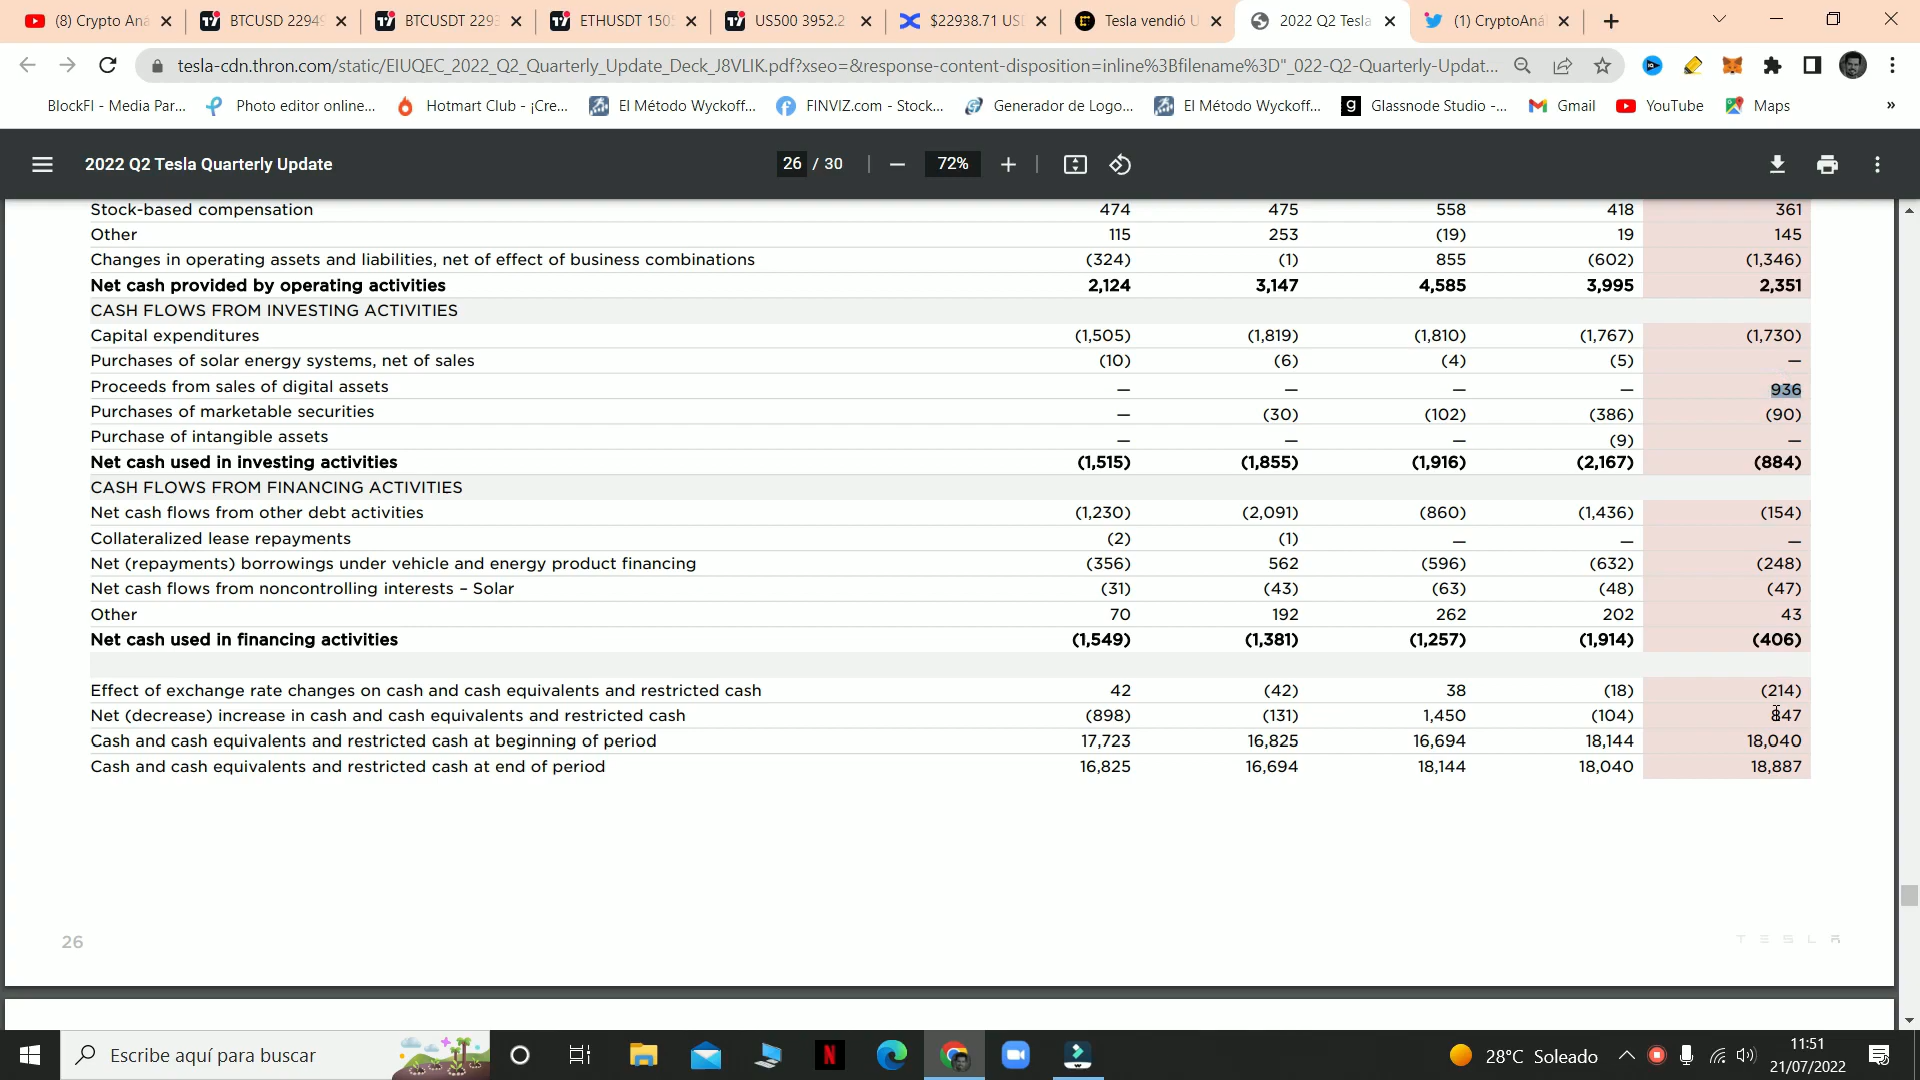 (8) Crypto Aná
BTCUSD 2294
BTCUSDT 229
ETHUSDT 150
US500 3952.2
$22938.71 US
Tesla vendió U
2022 Q2 Tesla
(1) CryptoAná
tesla-cdn.thron.com/static/EIUQEC_2022_Q2_Quarterly_Update_Deck_J8VLIK.pdf?xseo=&response-content-disposition=inline%3Bfilename%3D"_022-Q2-Quarterly-Updat...
BlockFI - Media Par...
Photo editor online...
Hotmart Club - ¡Cre...
El Método Wyckoff...
FINVIZ.com - Stock...
Generador de Logo...
El Método Wyckoff...
Glassnode Studio -...
Gmail
YouTube
Maps
»
2022 Q2 Tesla Quarterly Update
26 / 30
72%
Stock-based compensation 474 475 558 418 361
Other 115 253 (19) 19 145
Changes in operating assets and liabilities, net of effect of business combinations (324) (1) 855 (602) (1,346)
Net cash provided by operating activities 2,124 3,147 4,585 3,995 2,351
CASH FLOWS FROM INVESTING ACTIVITIES
Capital expenditures (1,505) (1,819) (1,810) (1,767) (1,730)
Purchases of solar energy systems, net of sales (10) (6) (4) (5) —
Proceeds from sales of digital assets — — — — 936
Purchases of marketable securities — (30) (102) (386) (90)
Purchase of intangible assets — — — (9) —
Net cash used in investing activities (1,515) (1,855) (1,916) (2,167) (884)
CASH FLOWS FROM FINANCING ACTIVITIES
Net cash flows from other debt activities (1,230) (2,091) (860) (1,436) (154)
Collateralized lease repayments (2) (1) — — —
Net (repayments) borrowings under vehicle and energy product financing (356) 562 (596) (632) (248)
Net cash flows from noncontrolling interests – Solar (31) (43) (63) (48) (47)
Other 70 192 262 202 43
Net cash used in financing activities (1,549) (1,381) (1,257) (1,914) (406)
Effect of exchange rate changes on cash and cash equivalents and restricted cash 42 (42) 38 (18) (214)
Net (decrease) increase in cash and cash equivalents and restricted cash (898) (131) 1,450 (104) 847
Cash and cash equivalents and restricted cash at beginning of period 17,723 16,825 16,694 18,144 18,040
Cash and cash equivalents and restricted cash at end of period 16,825 16,694 18,144 18,040 18,887
26
TESLA
Escribe aquí para buscar
28°C Soleado
11:51
21/07/2022